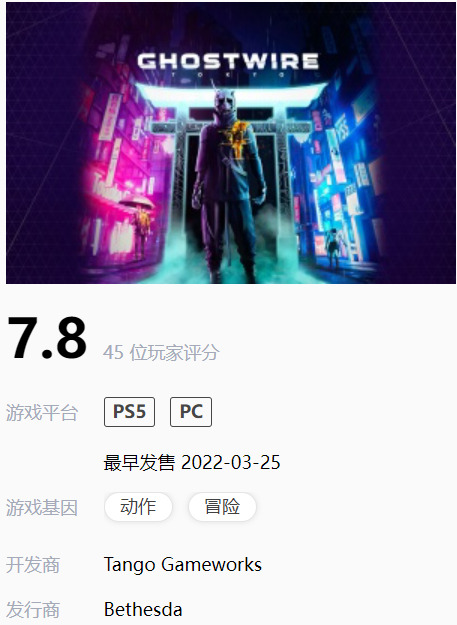 GHOSTWIRE
TOKYO
7.8 45 位玩家评分
游戏平台 PS5 PC
最早发售 2022-03-25
游戏基因 动作 冒险
开发商 Tango Gameworks
发行商 Bethesda